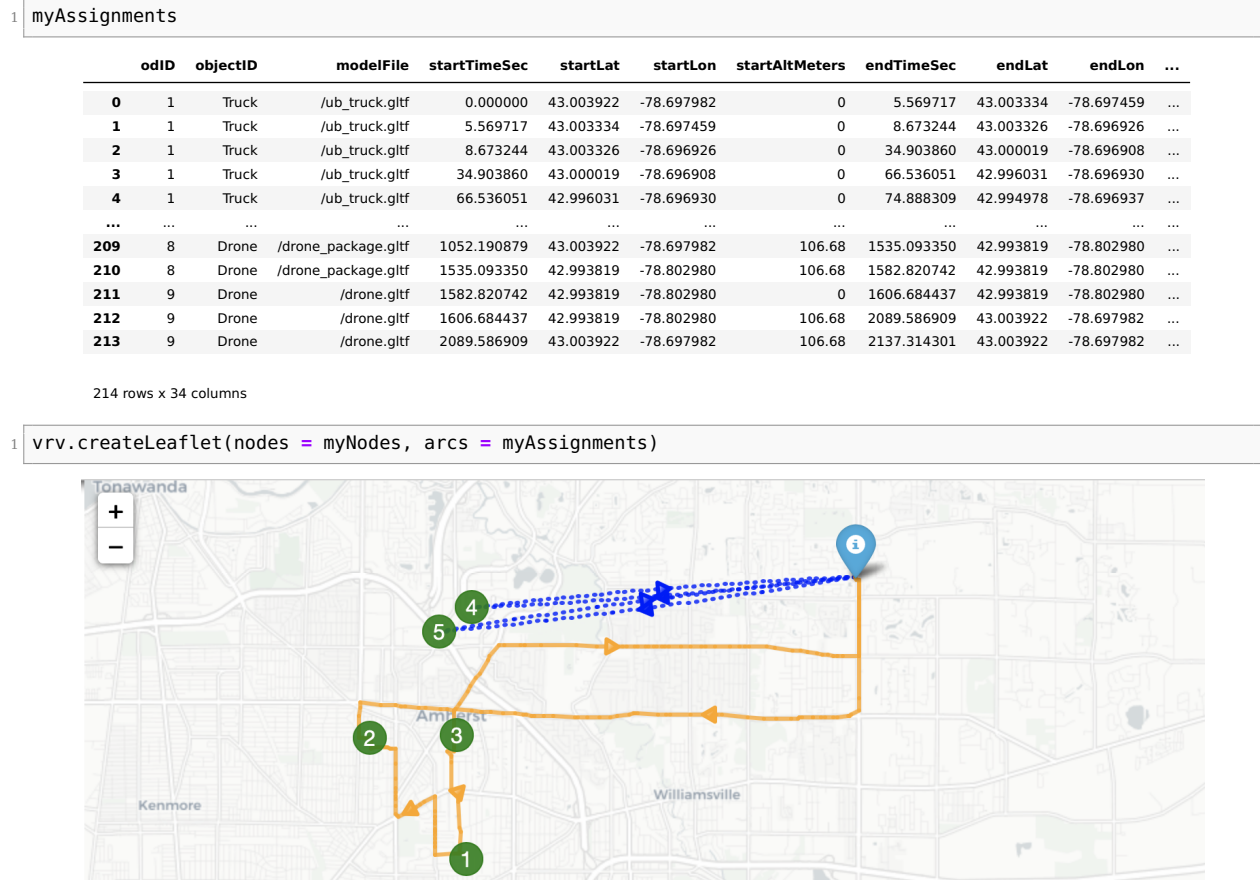 1 myAssignments
odID objectID modelFile startTimeSec startLat startLon startAltMeters endTimeSec endLat endLon ...
0 1 Truck /ub_truck.gltf 0.000000 43.003922 -78.697982 0 5.569717 43.003334 -78.697459 ...
1 1 Truck /ub_truck.gltf 5.569717 43.003334 -78.697459 0 8.673244 43.003326 -78.696926 ...
2 1 Truck /ub_truck.gltf 8.673244 43.003326 -78.696926 0 34.903860 43.000019 -78.696908 ...
3 1 Truck /ub_truck.gltf 34.903860 43.000019 -78.696908 0 66.536051 42.996031 -78.696930 ...
4 1 Truck /ub_truck.gltf 66.536051 42.996031 -78.696930 0 74.888309 42.994978 -78.696937 ...
... ... ... ... ... ... ... ... ... ... ... ...
209 8 Drone /drone_package.gltf 1052.190879 43.003922 -78.697982 106.68 1535.093350 42.993819 -78.802980 ...
210 8 Drone /drone_package.gltf 1535.093350 42.993819 -78.802980 106.68 1582.820742 42.993819 -78.802980 ...
211 9 Drone /drone.gltf 1582.820742 42.993819 -78.802980 0 1606.684437 42.993819 -78.802980 ...
212 9 Drone /drone.gltf 1606.684437 42.993819 -78.802980 106.68 2089.586909 43.003922 -78.697982 ...
213 9 Drone /drone.gltf 2089.586909 43.003922 -78.697982 106.68 2137.314301 43.003922 -78.697982 ...
214 rows x 34 columns
1 vrv.createLeaflet(nodes = myNodes, arcs = myAssignments)
Tonawanda
+
−
i
4
5
Amherst
2
3
Williamsville
Kenmore
1